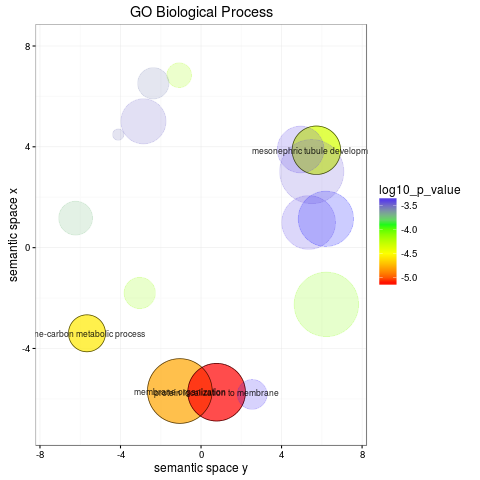 GO Biological Process
8
4
0
-4
semantic space x
mesonephric tubule developm
ne-carbon metabolic process
membrane organization
protein localization to membrane
-8
-4
0
4
8
semantic space y
log10_p_value
-3.5
-4.0
-4.5
-5.0